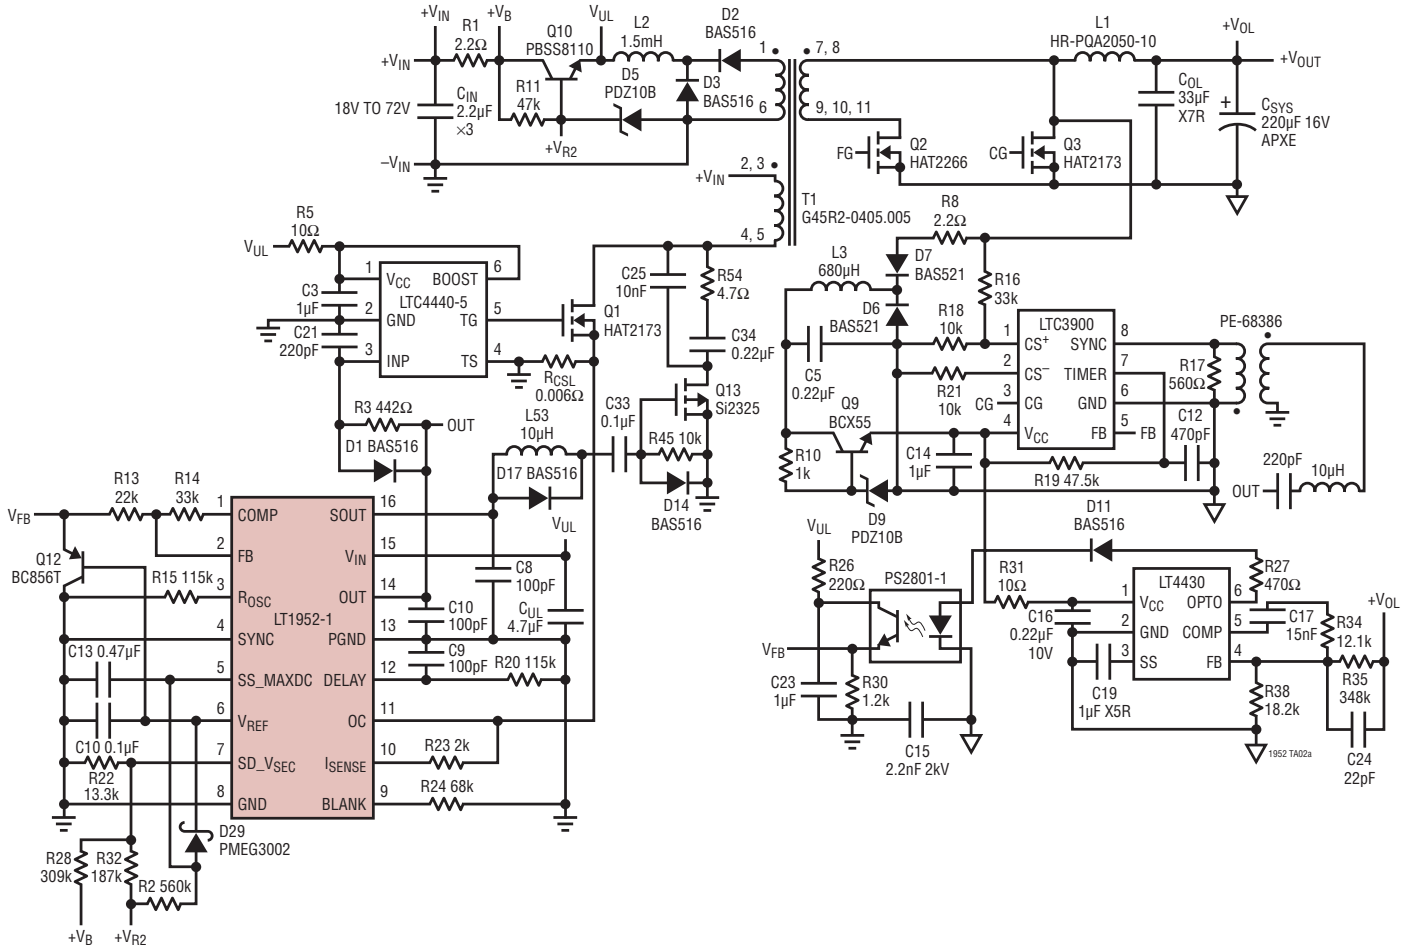 +VIN
+VB
R1
2.2Ω
Q10
PBSS8110
VUL
L2
1.5mH
D2
BAS516
1
7, 8
L1
HR-PQA2050-10
+VOL
+VIN
+VOUT
18V TO 72V
CIN
2.2µF
×3
R11
47k
D5
PDZ10B
D3
BAS516
6
9, 10, 11
COL
33µF
X7R
+
CSYS
220µF 16V
APXE
+VR2
–VIN
FG
Q2
HAT2266
CG
Q3
HAT2173
2, 3
+VIN
T1
G45R2-0405.005
4, 5
R8
2.2Ω
R5
10Ω
VUL
1
VCC
BOOST
6
LTC4440-5
2
GND
TG
5
3
INP
TS
4
C3
1µF
C21
220pF
Q1
HAT2173
RCSL
0.006Ω
C25
10nF
R54
4.7Ω
C34
0.22µF
Q13
Si2325
L3
680µH
D7
BAS521
D6
BAS521
R16
33k
R18
10k
C5
0.22µF
R21
10k
LTC3900
1
CS+
SYNC
8
2
CS–
TIMER
7
CG
3
CG
GND
6
4
VCC
FB
5
FB
PE-68386
R17
560Ω
C12
470pF
R3 442Ω
OUT
D1 BAS516
L53
10µH
D17 BAS516
C33
0.1µF
R45 10k
D14
BAS516
Q9
BCX55
R10
1k
C14
1µF
R19 47.5k
D9
PDZ10B
220pF
10µH
OUT
R13
22k
R14
33k
VFB
Q12
BC856T
R15 115k
1
COMP
SOUT
16
2
FB
VIN
15
3
ROSC
OUT
14
LT1952-1
4
SYNC
PGND
13
5
SS_MAXDC
DELAY
12
6
VREF
OC
11
7
SD_VSEC
ISENSE
10
8
GND
BLANK
9
C13 0.47µF
C10 0.1µF
R22
13.3k
VUL
C8
100pF
CUL
4.7µF
C10
100pF
C9
100pF
R20 115k
R23 2k
R24 68k
D29
PMEG3002
R28
309k
R32
187k
R2 560k
+VB
+VR2
VUL
R26
220Ω
PS2801-1
VFB
C23
1µF
R30
1.2k
C15
2.2nF 2kV
D11
BAS516
R31
10Ω
C16
0.22µF
10V
LT4430
1
VCC
OPTO
6
2
GND
COMP
5
3
SS
FB
4
C19
1µF X5R
R27
470Ω
C17
15nF
R34
12.1k
+VOL
R35
348k
R38
18.2k
C24
22pF
1952 TA02a